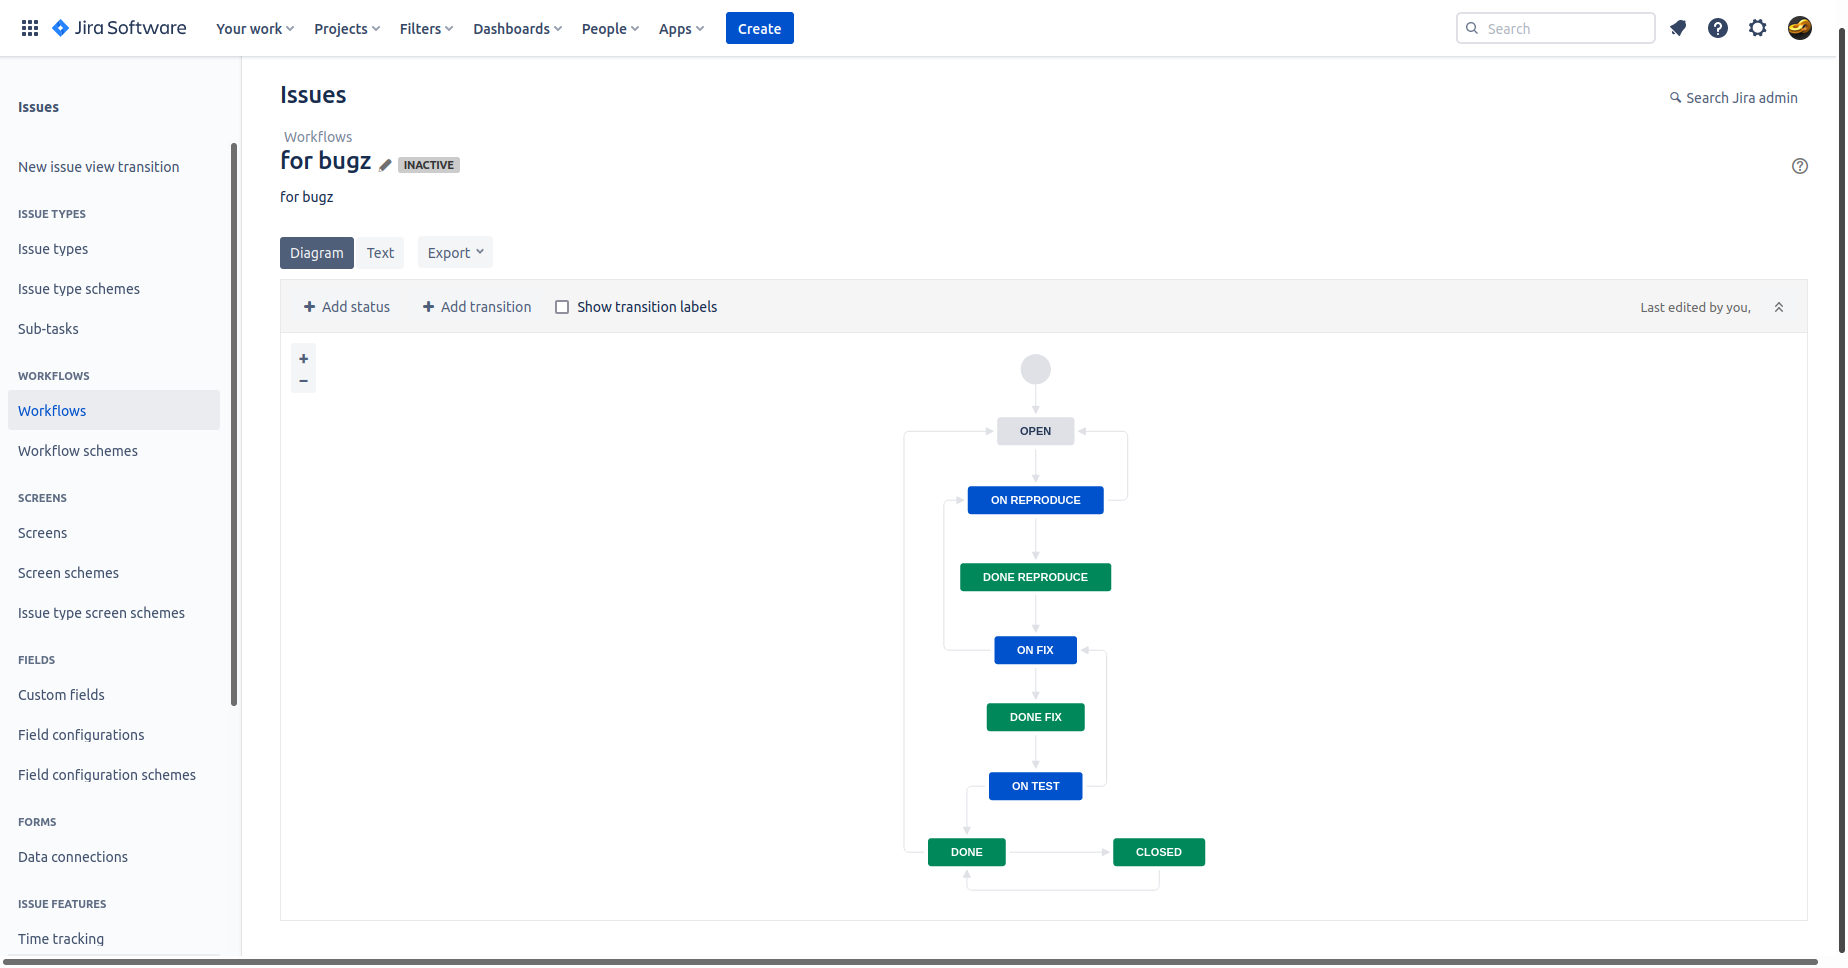 Jira Software
Your work
Projects
Filters
Dashboards
People
Apps
Create
Search
Issues
New issue view transition
ISSUE TYPES
Issue types
Issue type schemes
Sub-tasks
WORKFLOWS
Workflows
Workflow schemes
SCREENS
Screens
Screen schemes
Issue type screen schemes
FIELDS
Custom fields
Field configurations
Field configuration schemes
FORMS
Data connections
ISSUE FEATURES
Time tracking
Issues
Search Jira admin
Workflows
for bugz INACTIVE
for bugz
Diagram
Text
Export
+ Add status
+ Add transition
Show transition labels
Last edited by you,
+
−
OPEN
ON REPRODUCE
DONE REPRODUCE
ON FIX
DONE FIX
ON TEST
DONE
CLOSED